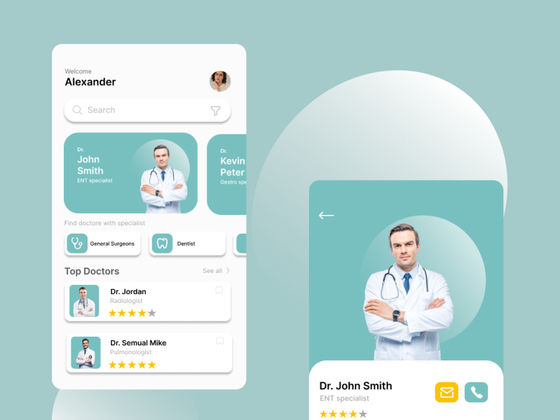 Welcome
Alexander
Search
Dr.
John
Smith
ENT specialist
Dr.
Kevin
Peter
Gastro spe
Find doctors with specialist
General Surgeons
Dentist
Top Doctors
See all
Dr. Jordan
Radiologist
Dr. Semual Mike
Pulmonologist
Dr. John Smith
ENT specialist